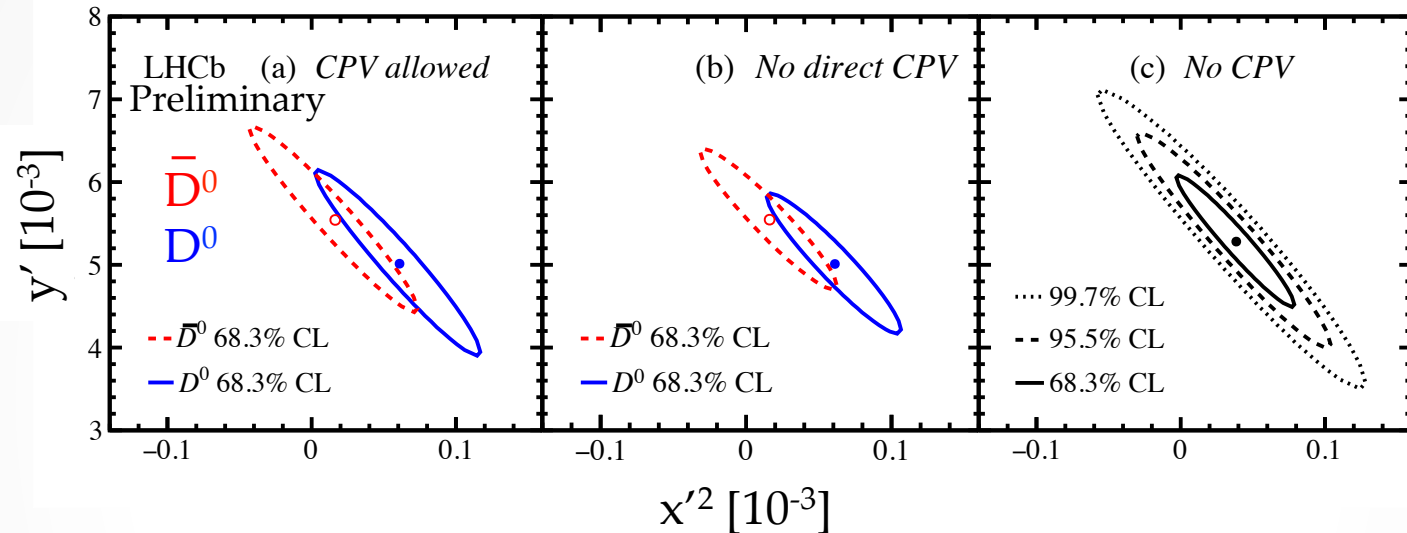 8
7
6
5
4
3
y′ [10⁻³]
LHCb (a) CPV allowed
Preliminary
D̅⁰
D⁰
D̅⁰ 68.3% CL
D⁰ 68.3% CL
−0.1 0 0.1
(b) No direct CPV
D̅⁰ 68.3% CL
D⁰ 68.3% CL
−0.1 0 0.1
(c) No CPV
99.7% CL
95.5% CL
68.3% CL
−0.1 0 0.1
x′² [10⁻³]